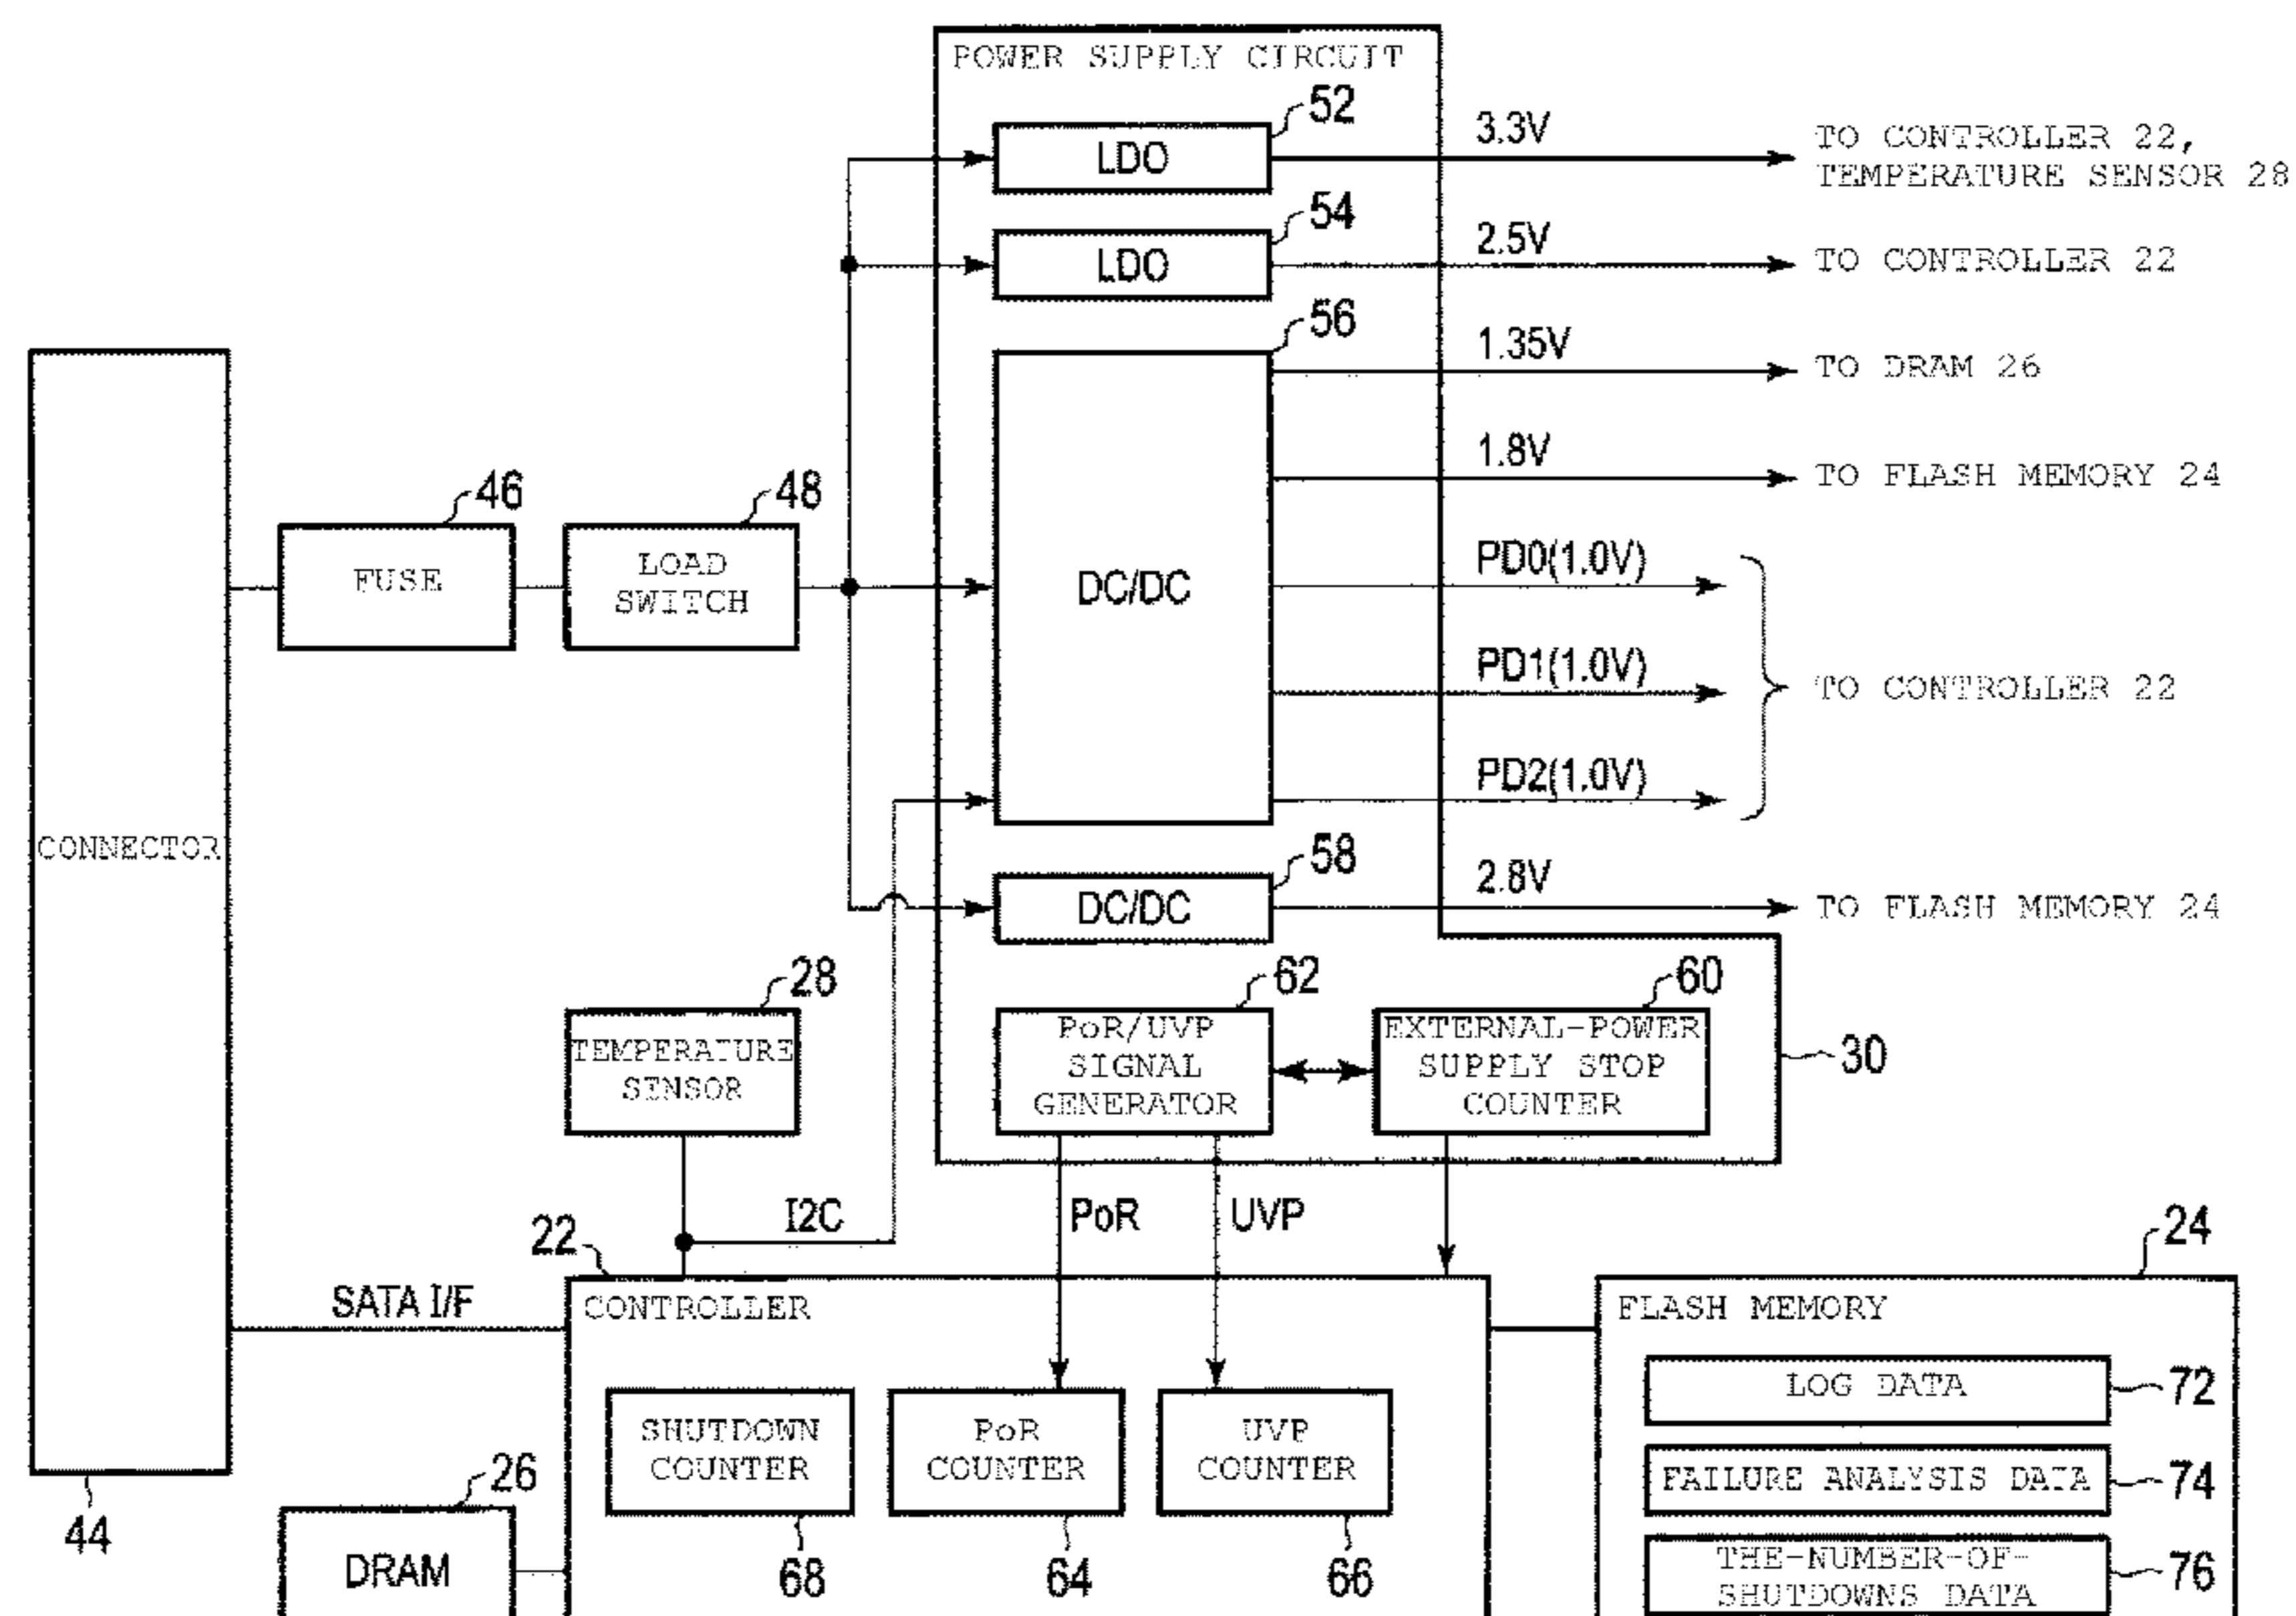 POWER SUPPLY CIRCUIT
52
LDO
3.3V
TO CONTROLLER 22,
TEMPERATURE SENSOR 28
54
LDO
2.5V
TO CONTROLLER 22
56
DC/DC
1.35V
TO DRAM 26
1.8V
TO FLASH MEMORY 24
PD0(1.0V)
PD1(1.0V)
PD2(1.0V)
TO CONTROLLER 22
58
DC/DC
2.8V
TO FLASH MEMORY 24
CONNECTOR
44
46
FUSE
48
LOAD
SWITCH
28
TEMPERATURE
SENSOR
62
PoR/UVP
SIGNAL
GENERATOR
60
EXTERNAL-POWER
SUPPLY STOP
COUNTER
30
I2C
PoR
UVP
SATA I/F
22
CONTROLLER
SHUTDOWN
COUNTER
68
PoR
COUNTER
64
UVP
COUNTER
66
26
DRAM
24
FLASH MEMORY
LOG DATA
72
FAILURE ANALYSIS DATA
74
THE-NUMBER-OF-
SHUTDOWNS DATA
76